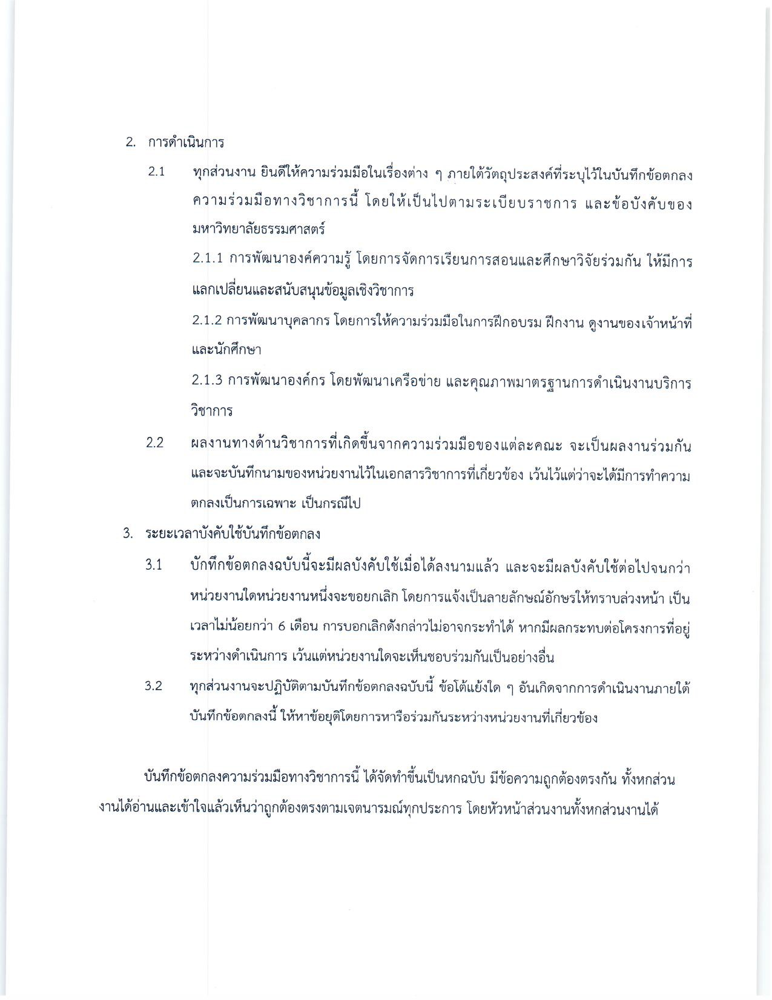 2. การดำเนินการ
2.1 ทุกส่วนงาน ยินดีให้ความร่วมมือในเรื่องต่าง ๆ ภายใต้วัตถุประสงค์ที่ระบุไว้ในบันทึกข้อตกลง
ความร่วมมือทางวิชาการนี้ โดยให้เป็นไปตามระเบียบราชการ และข้อบังคับของ
มหาวิทยาลัยธรรมศาสตร์
2.1.1 การพัฒนาองค์ความรู้ โดยการจัดการเรียนการสอนและศึกษาวิจัยร่วมกัน ให้มีการ
แลกเปลี่ยนและสนับสนุนข้อมูลเชิงวิชาการ
2.1.2 การพัฒนาบุคลากร โดยการให้ความร่วมมือในการฝึกอบรม ฝึกงาน ดูงานของเจ้าหน้าที่
และนักศึกษา
2.1.3 การพัฒนาองค์กร โดยพัฒนาเครือข่าย และคุณภาพมาตรฐานการดำเนินงานบริการ
วิชาการ
2.2 ผลงานทางด้านวิชาการที่เกิดขึ้นจากความร่วมมือของแต่ละคณะ จะเป็นผลงานร่วมกัน
และจะบันทึกนามของหน่วยงานไว้ในเอกสารวิชาการที่เกี่ยวข้อง เว้นไว้แต่ว่าจะได้มีการทำความ
ตกลงเป็นการเฉพาะ เป็นกรณีไป
3. ระยะเวลาบังคับใช้บันทึกข้อตกลง
3.1 บักทึกข้อตกลงฉบับนี้จะมีผลบังคับใช้เมื่อได้ลงนามแล้ว และจะมีผลบังคับใช้ต่อไปจนกว่า
หน่วยงานใดหน่วยงานหนึ่งจะขอยกเลิก โดยการแจ้งเป็นลายลักษณ์อักษรให้ทราบล่วงหน้า เป็น
เวลาไม่น้อยกว่า 6 เดือน การบอกเลิกดังกล่าวไม่อาจกระทำได้ หากมีผลกระทบต่อโครงการที่อยู่
ระหว่างดำเนินการ เว้นแต่หน่วยงานใดจะเห็นชอบร่วมกันเป็นอย่างอื่น
3.2 ทุกส่วนงานจะปฏิบัติตามบันทึกข้อตกลงฉบับนี้ ข้อโต้แย้งใด ๆ อันเกิดจากการดำเนินงานภายใต้
บันทึกข้อตกลงนี้ ให้หาข้อยุติโดยการหารือร่วมกันระหว่างหน่วยงานที่เกี่ยวข้อง
บันทึกข้อตกลงความร่วมมือทางวิชาการนี้ ได้จัดทำขึ้นเป็นหกฉบับ มีข้อความถูกต้องตรงกัน ทั้งหกส่วน
งานได้อ่านและเข้าใจแล้วเห็นว่าถูกต้องตรงตามเจตนารมณ์ทุกประการ โดยหัวหน้าส่วนงานทั้งหกส่วนงานได้